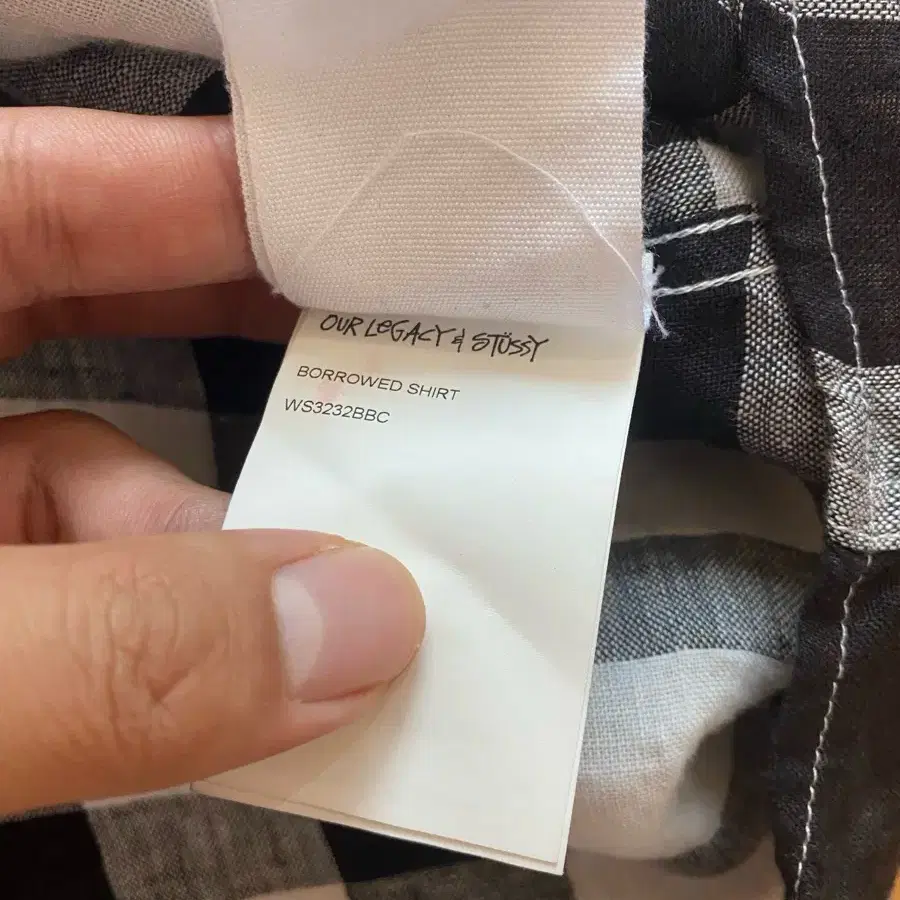 OUR LEGACY & STÜSSY
BORROWED SHIRT
WS3232BBC